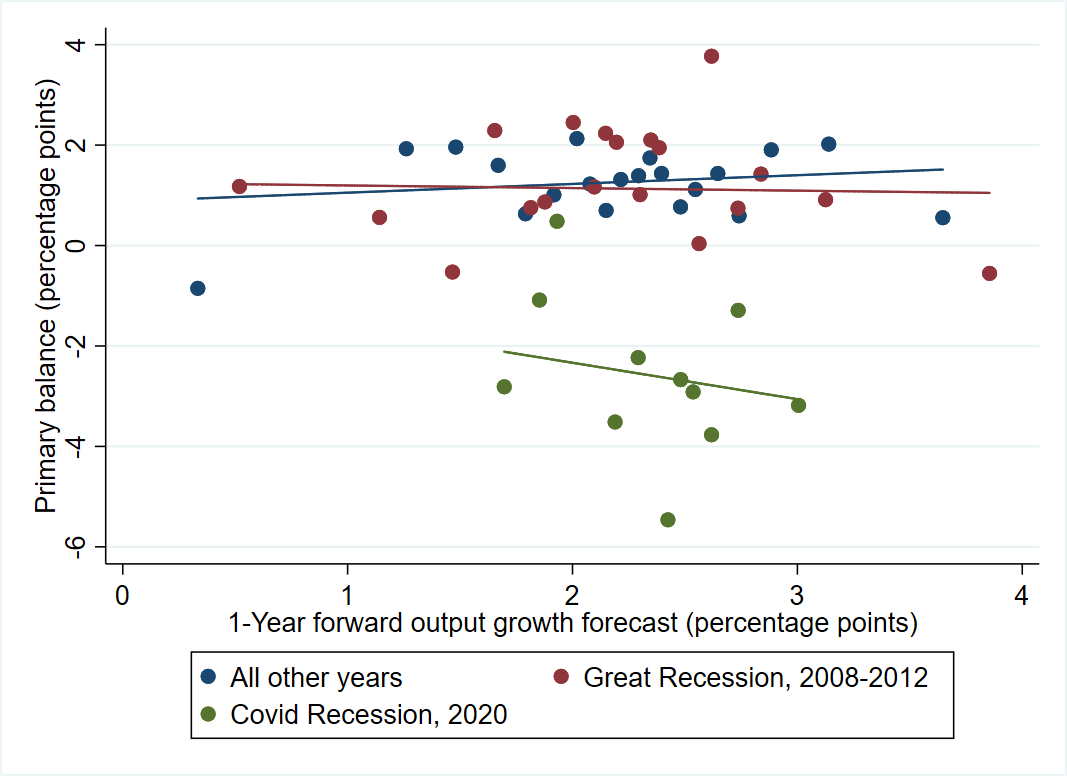 Primary balance (percentage points)
4
2
0
-2
-4
-6
0 1 2 3 4
1-Year forward output growth forecast (percentage points)
All other years
Great Recession, 2008-2012
Covid Recession, 2020